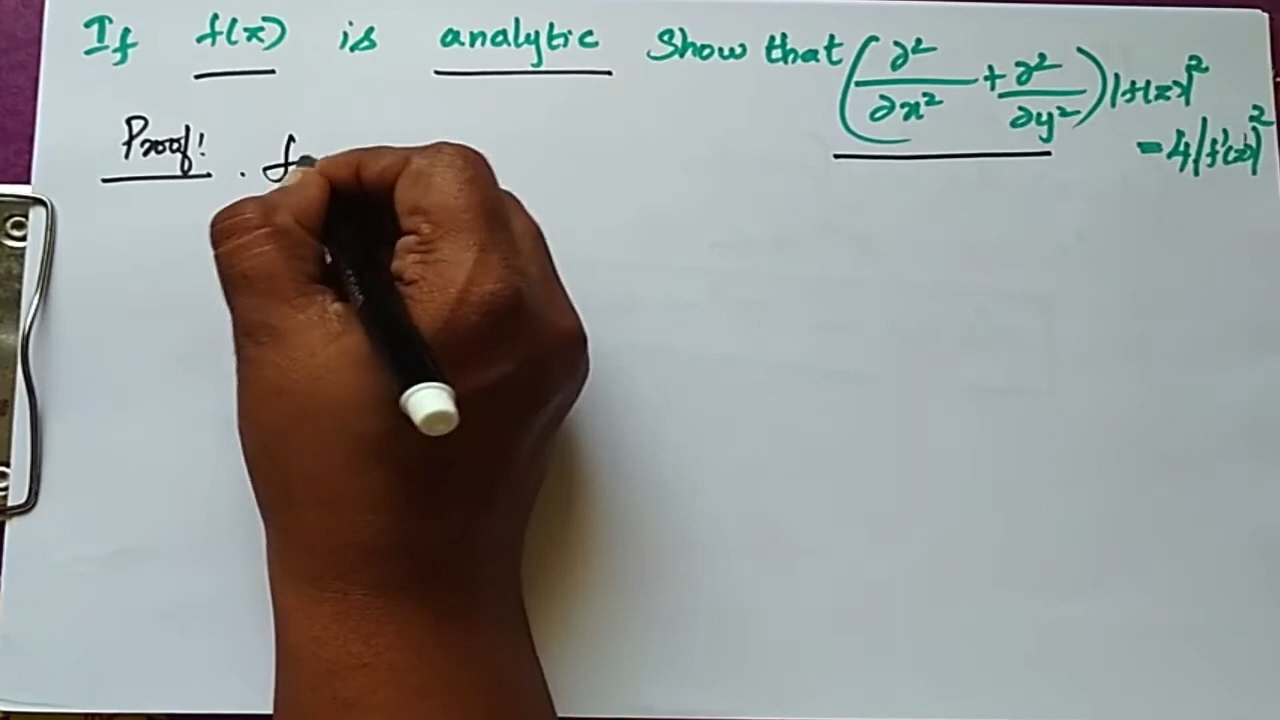 If f(z) is analytic Show that (∂²/∂x² + ∂²/∂y²) |f(z)|²
= 4|f'(z)|²
Proof! . f